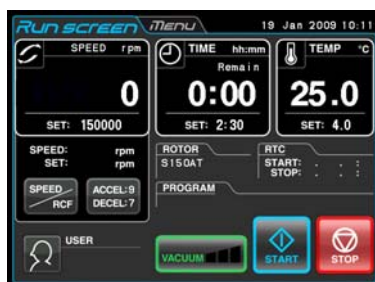 Run screen Menu 19 Jan 2009 10:11
SPEED rpm
0
SET: 150000
TIME hh:mm
Remain
0:00
SET: 2:30
TEMP °C
25.0
SET: 4.0
SPEED: rpm
SET: rpm
SPEED/RCF
ACCEL:9
DECEL:7
ROTOR
S150AT
RTC
START: . . :
STOP: . . :
PROGRAM
USER
VACUUM
START
STOP